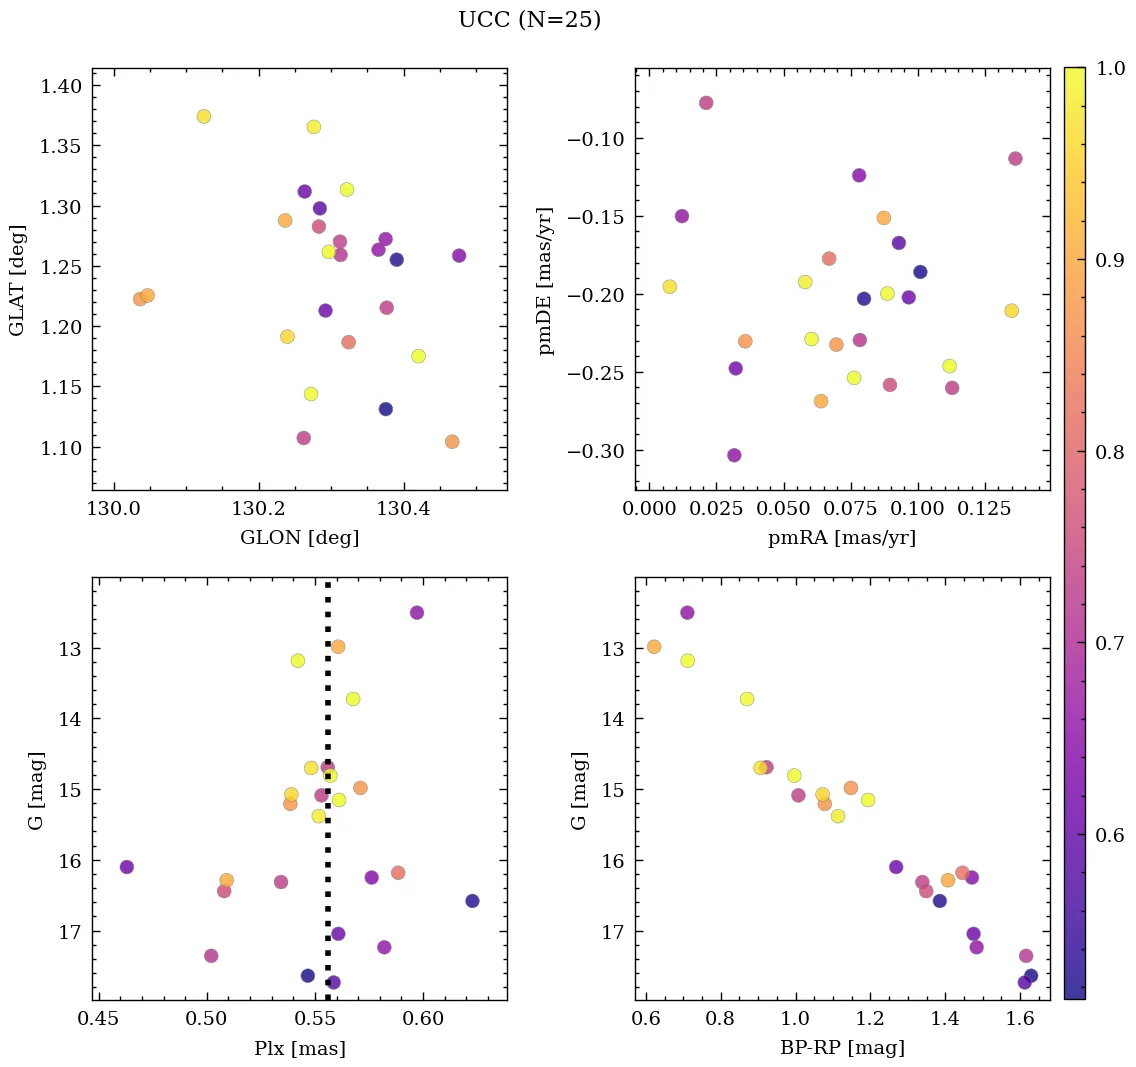 UCC (N=25)
1.40
1.35
1.30
1.25
1.20
1.15
1.10
GLAT [deg]
130.0 130.2 130.4
GLON [deg]
−0.10
−0.15
−0.20
−0.25
−0.30
pmDE [mas/yr]
0.000 0.025 0.050 0.075 0.100 0.125
pmRA [mas/yr]
1.0
0.9
0.8
0.7
0.6
13
14
15
16
17
G [mag]
0.45 0.50 0.55 0.60
Plx [mas]
13
14
15
16
17
G [mag]
0.6 0.8 1.0 1.2 1.4 1.6
BP-RP [mag]